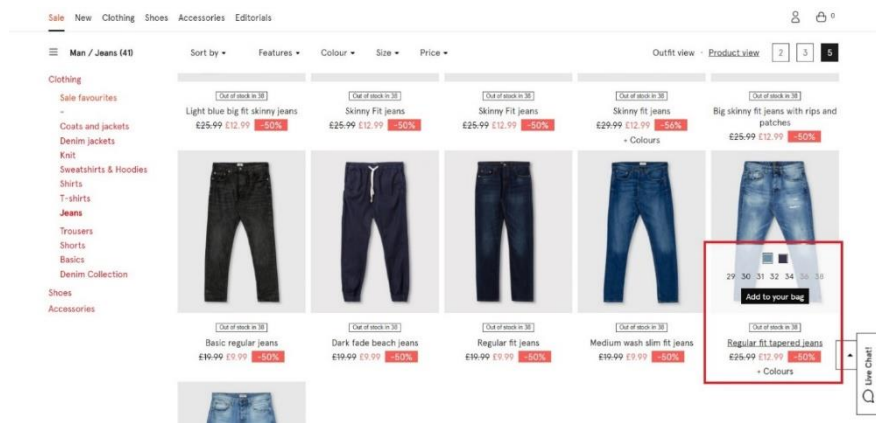 Sale New Clothing Shoes Accessories Editorials 0
Man / Jeans (41) Sort by Features Colour Size Price Outfit view Product view 2 3 5
Clothing
Sale favourites
-
Coats and jackets
Denim jackets
Knit
Sweatshirts & Hoodies
Shirts
T-shirts
Jeans
Trousers
Shorts
Basics
Denim Collection
Shoes
Accessories
Out of stock in 38
Light blue big fit skinny jeans
£25.99 £12.99 -50%
Out of stock in 38
Skinny Fit jeans
£25.99 £12.99 -50%
Out of stock in 38
Skinny Fit jeans
£25.99 £12.99 -50%
Out of stock in 38
Skinny fit jeans
£29.99 £12.99 -56%
+ Colours
Out of stock in 38
Big skinny fit jeans with rips and
patches
£25.99 £12.99 -50%
Out of stock in 38
Basic regular jeans
£19.99 £9.99 -50%
Out of stock in 38
Dark fade beach jeans
£19.99 £9.99 -50%
Out of stock in 38
Regular fit jeans
£19.99 £9.99 -50%
Out of stock in 38
Medium wash slim fit jeans
£19.99 £9.99 -50%
29 30 31 32 34 36 38
Add to your bag
Out of stock in 38
Regular fit tapered jeans
£25.99 £12.99 -50%
+ Colours
Live Chat!